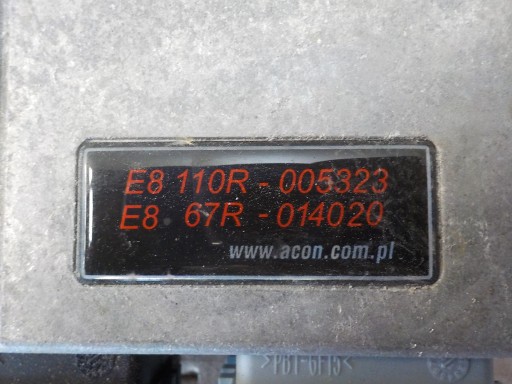 E8 110R - 005323
E8 67R - 014020
www.acon.com.pl